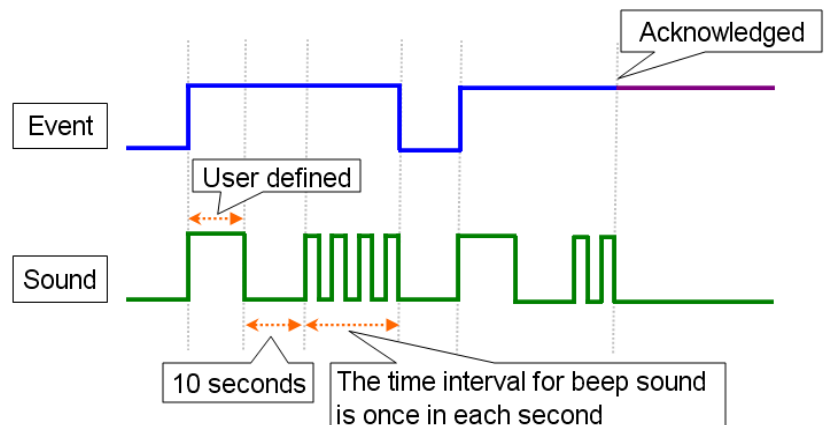 Acknowledged
Event
User defined
Sound
10 seconds
The time interval for beep sound
is once in each second